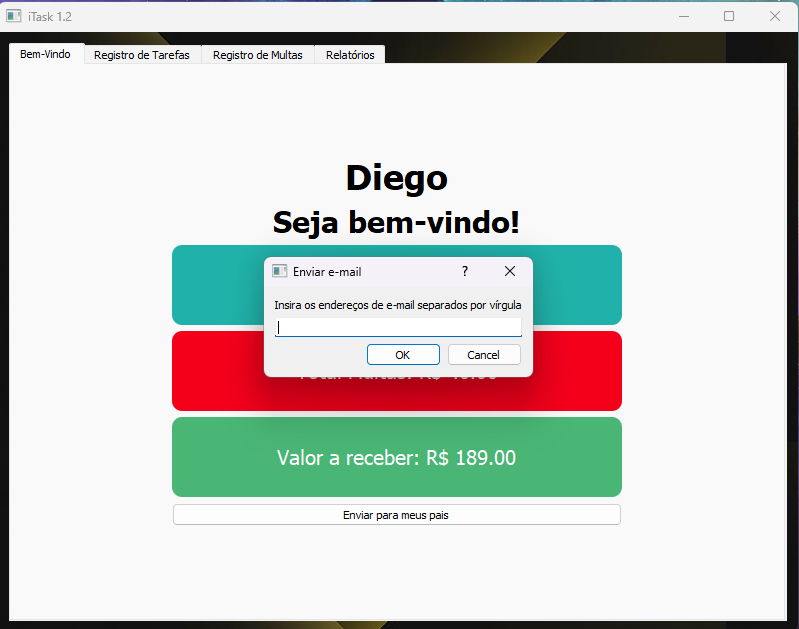 iTask 1.2
Bem-Vindo Registro de Tarefas Registro de Multas Relatórios
Diego
Seja bem-vindo!
Enviar e-mail ?
Insira os endereços de e-mail separados por vírgula
OK Cancel
Valor a receber: R$ 189.00
Enviar para meus pais